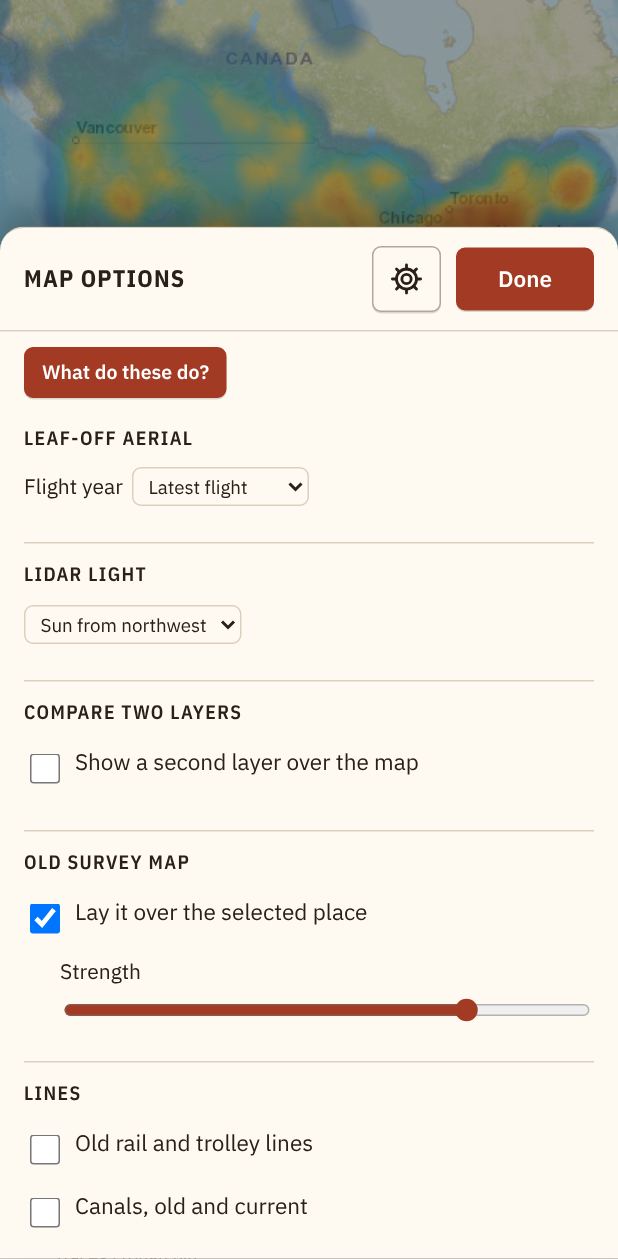 CANADA
Vancouver
Toronto
Chicago
MAP OPTIONS
Done
What do these do?
LEAF-OFF AERIAL
Flight year
Latest flight
LIDAR LIGHT
Sun from northwest
COMPARE TWO LAYERS
Show a second layer over the map
OLD SURVEY MAP
Lay it over the selected place
Strength
LINES
Old rail and trolley lines
Canals, old and current